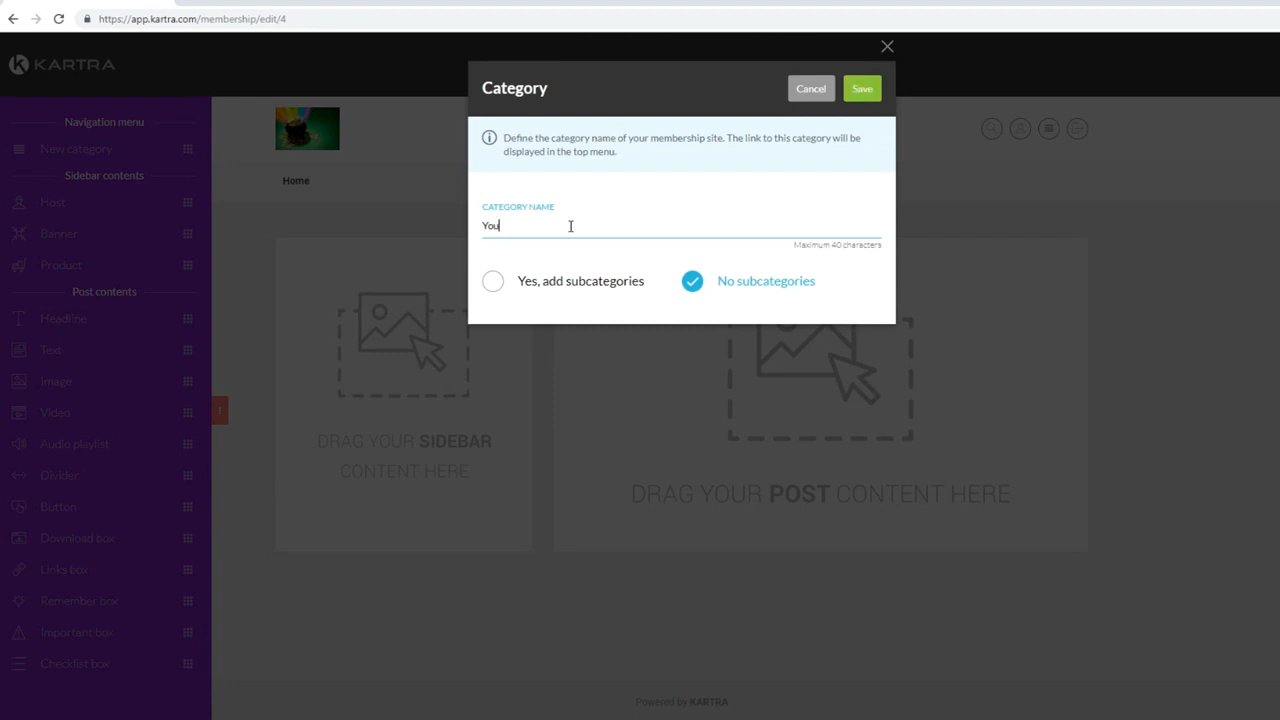 https://app.kartra.com/membership/edit/4
KARTRA
Category
Cancel
Save
Define the category name of your membership site. The link to this category will be
displayed in the top menu.
CATEGORY NAME
You
Maximum 40 characters
Yes, add subcategories
No subcategories
Navigation menu
New category
Sidebar contents
Host
Banner
Product
Post contents
Headline
Text
Image
Video
Audio playlist
Divider
Button
Download box
Links box
Remember box
Important box
Checklist box
Home
DRAG YOUR SIDEBAR
CONTENT HERE
DRAG YOUR POST CONTENT HERE
Powered by KARTRA